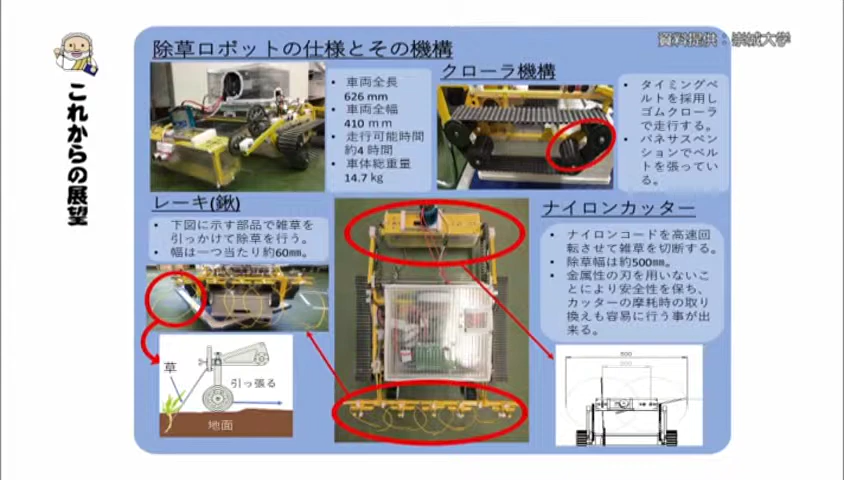 資料提供：崇城大学
これからの展望
除草ロボットの仕様とその機構
・ 車両全長
626 mm
・ 車両全幅
410 mm
・ 走行可能時間
約4 時間
・ 車体総重量
14.7 kg
クローラ機構
・ タイミングベ
ルトを採用し
ゴムクローラ
で走行する。
・ バネサスペン
ションでベル
トを張ってい
る。
レーキ(鍬)
・ 下図に示す部品で雑草を
引っかけて除草を行う。
・ 幅は一つ当たり約60㎜。
草
引っ張る
地面
ナイロンカッター
・ ナイロンコードを高速回
転させて雑草を切断する。
・ 除草幅は約500㎜。
・ 金属性の刃を用いないこ
とにより安全性を保ち、
カッターの摩耗時の取り
換えも容易に行う事が出
来る。